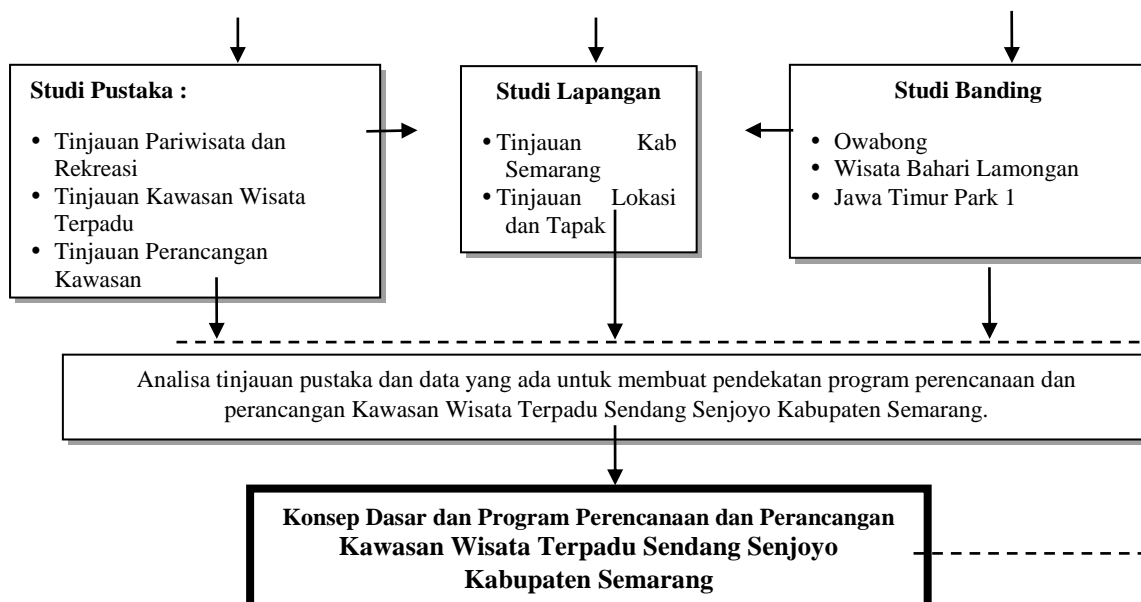 Studi Pustaka :
• Tinjauan Pariwisata dan
Rekreasi
• Tinjauan Kawasan Wisata
Terpadu
• Tinjauan Perancangan
Kawasan
Studi Lapangan
• Tinjauan Kab
Semarang
• Tinjauan Lokasi
dan Tapak
Studi Banding
• Owabong
• Wisata Bahari Lamongan
• Jawa Timur Park 1
Analisa tinjauan pustaka dan data yang ada untuk membuat pendekatan program perencanaan dan
perancangan Kawasan Wisata Terpadu Sendang Senjoyo Kabupaten Semarang.
Konsep Dasar dan Program Perencanaan dan Perancangan
Kawasan Wisata Terpadu Sendang Senjoyo
Kabupaten Semarang